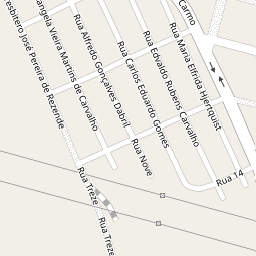 esbítero José Pereira de Rezende
angela Vieira Martins de Carvalho
Rua Alfredo Gonçalves Dabril
Rua Carlos Eduardo Gomes
Rua Edvaldo Rubens Carvalho
Rua Maria Elfrida Hjertquist
Carmo
Rua Nove
Rua 14
Rua Treze
Rua Treze